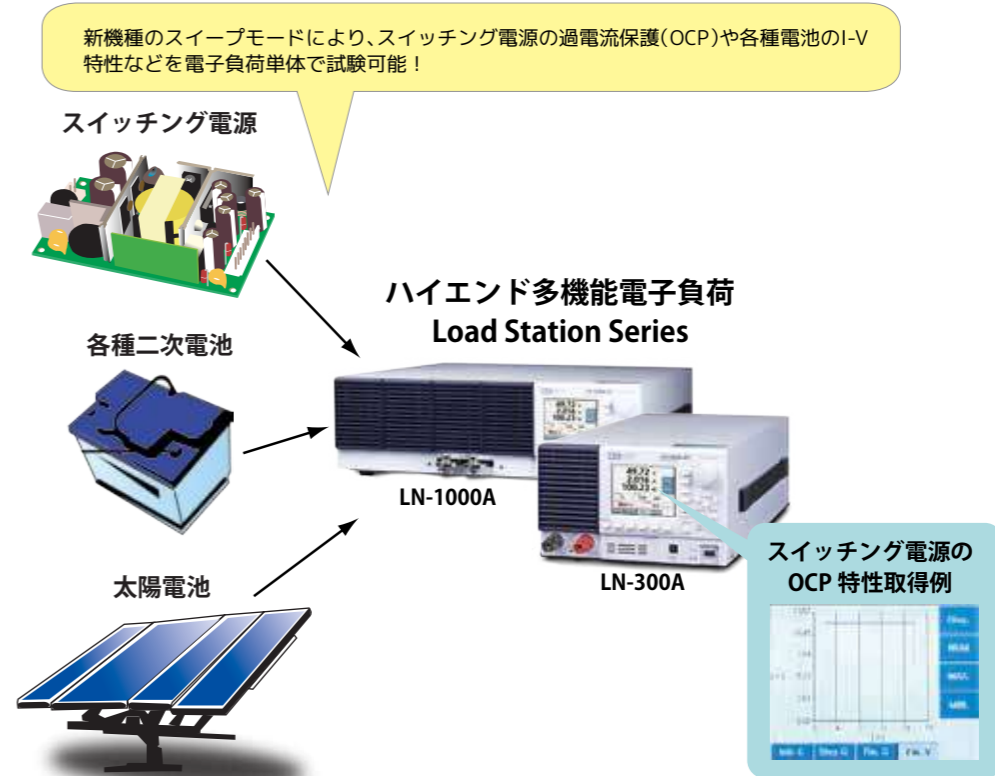 新機種のスイープモードにより、スイッチング電源の過電流保護(OCP)や各種電池のI-V
特性などを電子負荷単体で試験可能！
スイッチング電源
ハイエンド多機能電子負荷
Load Station Series
各種二次電池
LN-1000A
LN-300A
太陽電池
スイッチング電源の
OCP 特性取得例